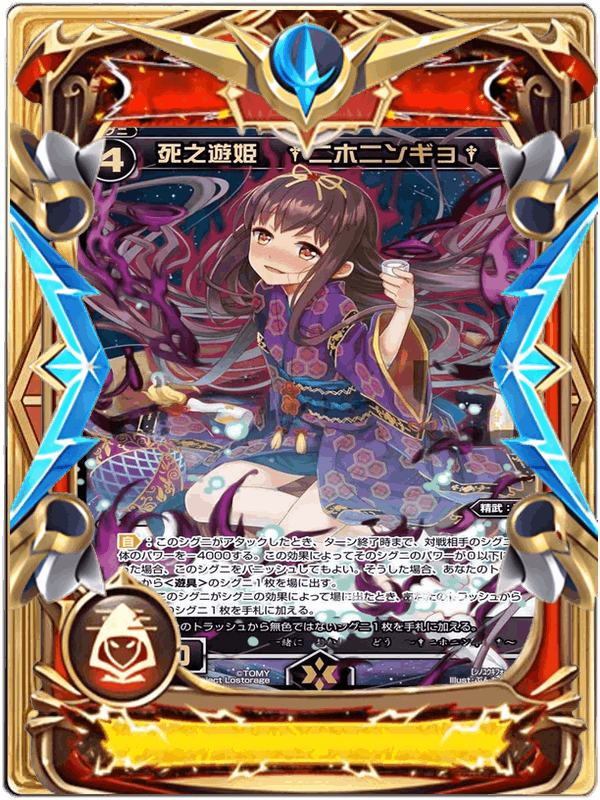 4 死之遊姫 †ニホニンギョ†
精武:
自:このシグニがアタックしたとき、ターン終了時まで、対戦相手のシグニ
体のパワーを-4000する。この効果によってそのシグニのパワーが0以下に
った場合、このシグニをバニッシュしてもよい。そうした場合、あなたのト
から<遊具>のシグニ1枚を場に出す。
このシグニがシグニの効果によって場に出たとき、
のシグニ1枚を手札に加える。
のトラッシュから無色ではないシグニ1枚を手札に加える。
©TOMY
ect Lostorage
Illust.